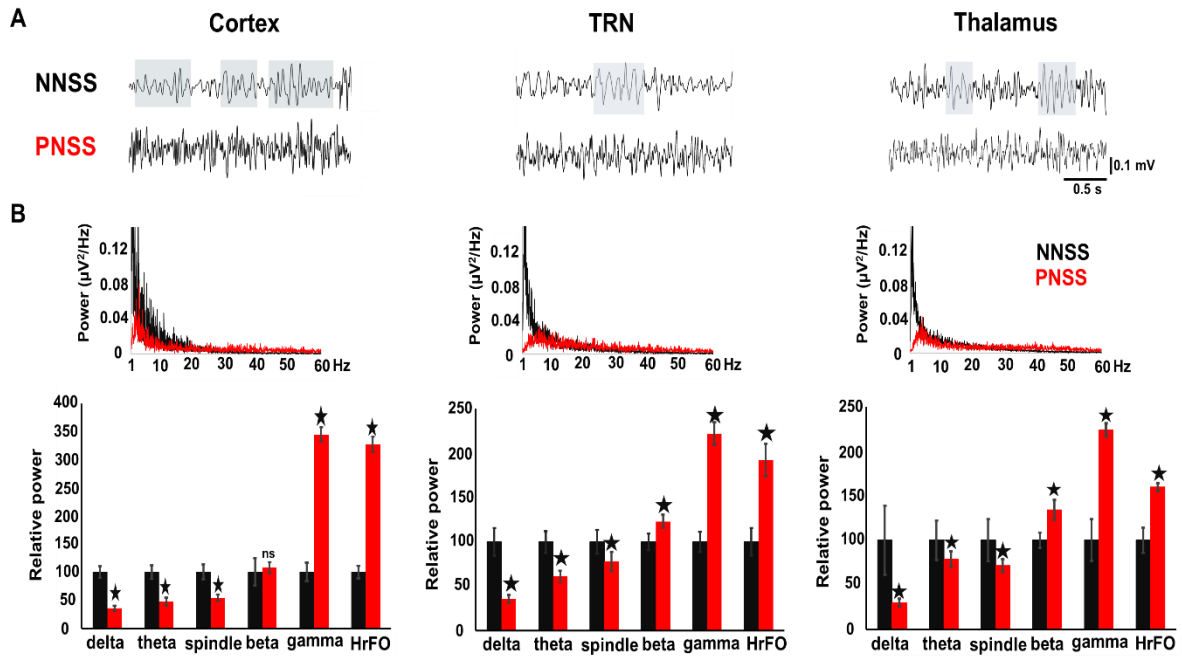 A
Cortex
TRN
Thalamus
NNSS
PNSS
0.1 mV
0.5 s
B
Power (µV²/Hz)
0.12
0.08
0.04
0
1 10 20 30 40 50 60 Hz
Power (µV²/Hz)
0.12
0.08
0.04
0
1 10 20 30 40 50 60 Hz
Power (µV²/Hz)
0.12
0.08
0.04
0
1 10 20 30 40 50 60 Hz
NNSS
PNSS
Relative power
400
350
300
250
200
150
100
50
0
ns
delta theta spindle beta gamma HrFO
Relative power
250
200
150
100
50
0
delta theta spindle beta gamma HrFO
Relative power
250
200
150
100
50
0
delta theta spindle beta gamma HrFO